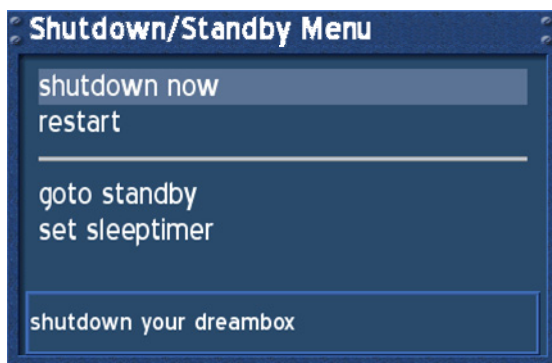 Shutdown/Standby Menu
shutdown now
restart
goto standby
set sleeptimer
shutdown your dreambox